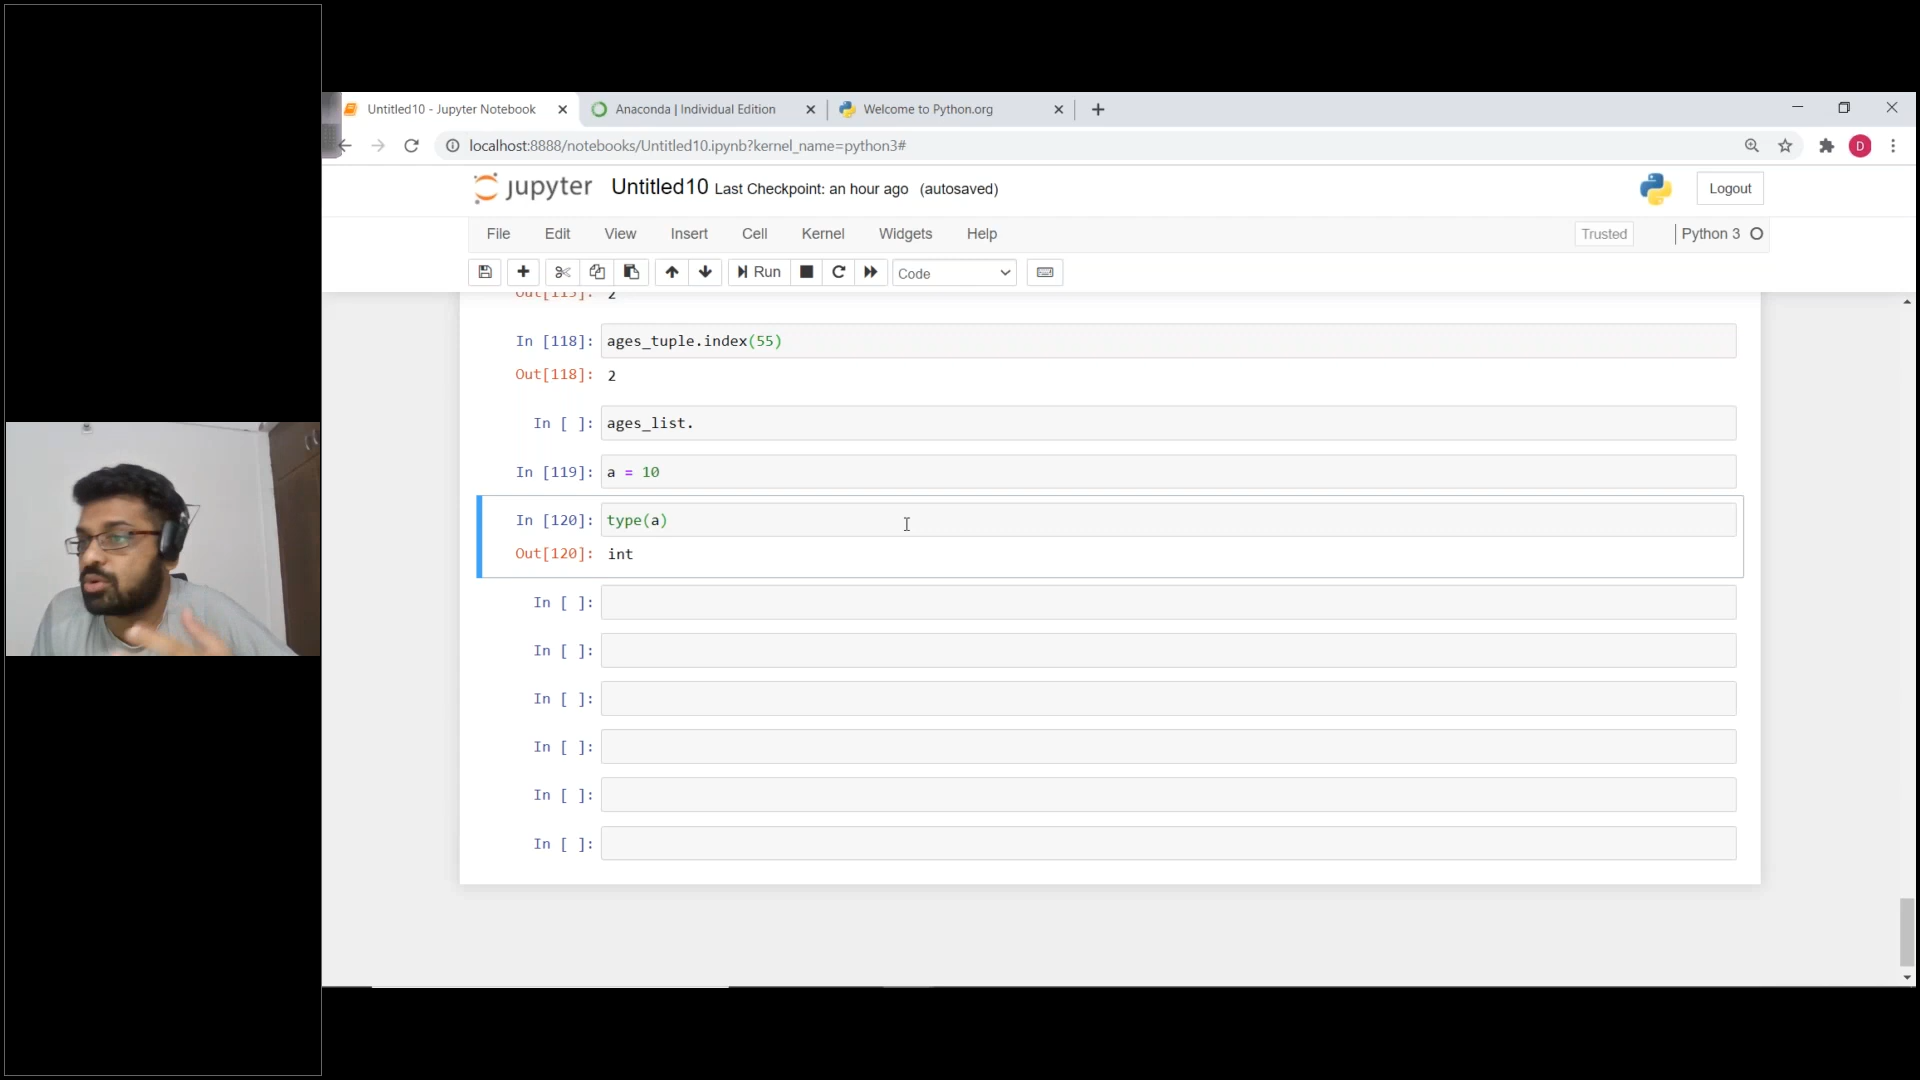 Untitled10 - Jupyter Notebook
Anaconda | Individual Edition
Welcome to Python.org
localhost:8888/notebooks/Untitled10.ipynb?kernel_name=python3#
D
jupyter Untitled10 Last Checkpoint: an hour ago (autosaved)
Logout
File Edit View Insert Cell Kernel Widgets Help
Trusted
Python 3
Run
Code
Out[115]: 2
In [118]: ages_tuple.index(55)
Out[118]: 2
In [ ]: ages_list.
In [119]: a = 10
In [120]: type(a)
Out[120]: int
In [ ]:
In [ ]:
In [ ]:
In [ ]:
In [ ]:
In [ ]: